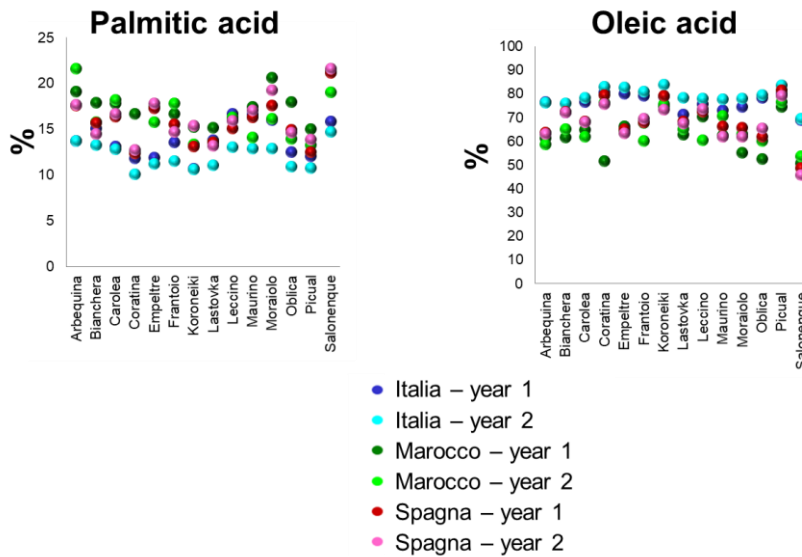 Palmitic acid
25
20
15
10
5
0
%
Arbequina
Bianchera
Carolea
Coratina
Empeltre
Frantoio
Koroneiki
Lastovka
Leccino
Maurino
Moraiolo
Oblica
Picual
Salonenque
Oleic acid
100
90
80
70
60
50
40
30
20
10
0
%
Arbequina
Bianchera
Carolea
Coratina
Empeltre
Frantoio
Koroneiki
Lastovka
Leccino
Maurino
Moraiolo
Oblica
Picual
Salonenque
Italia – year 1
Italia – year 2
Marocco – year 1
Marocco – year 2
Spagna – year 1
Spagna – year 2